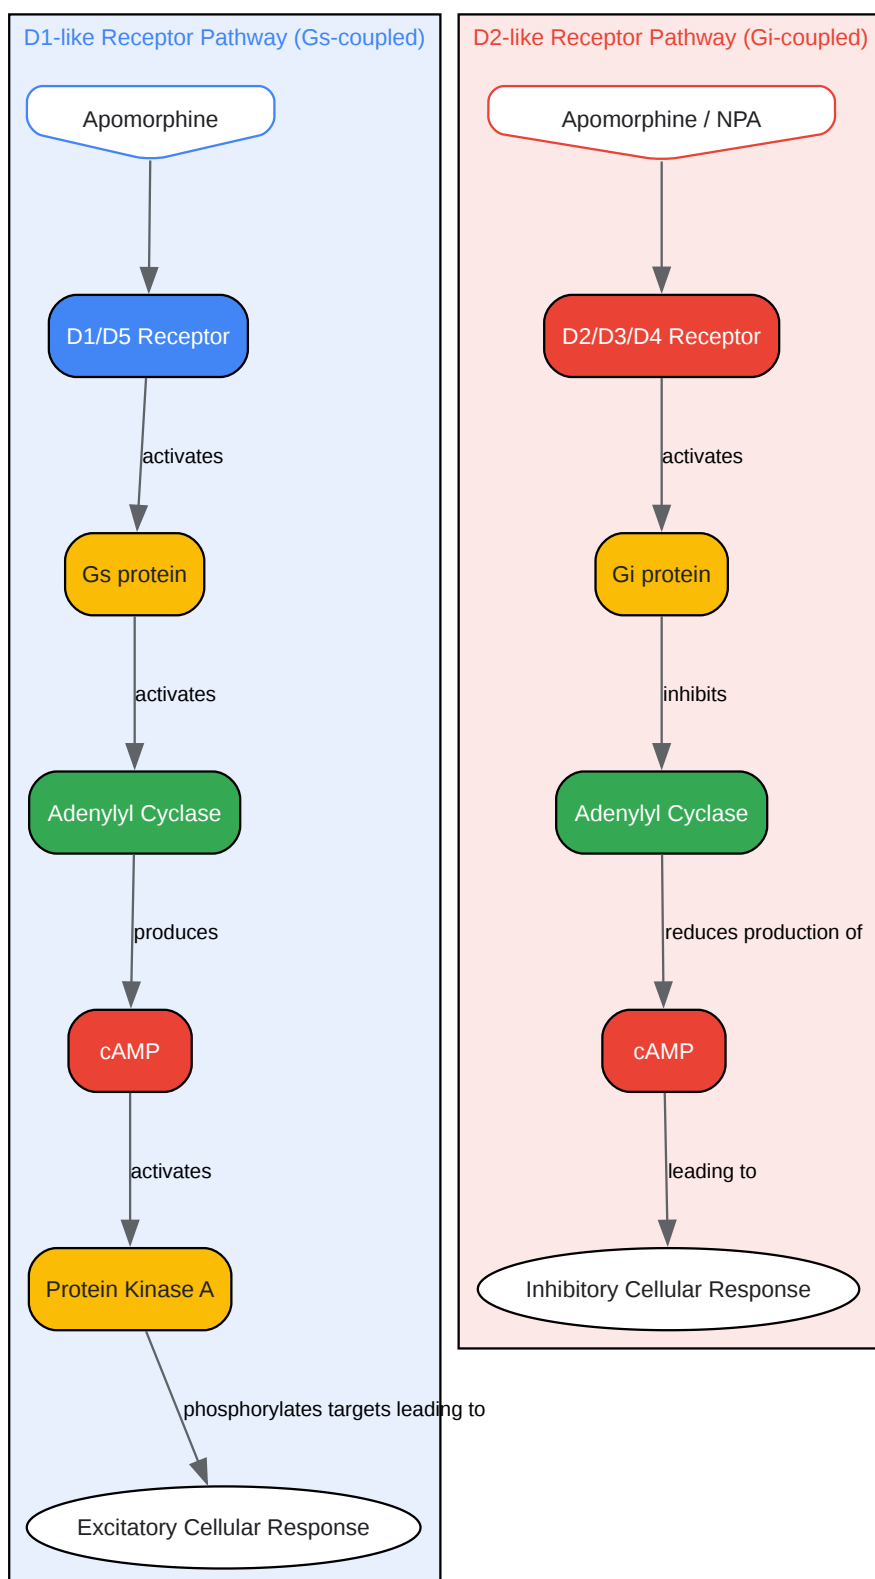 D1-like Receptor Pathway (Gs-coupled)
Apomorphine
D1/D5 Receptor
activates
Gs protein
activates
Adenylyl Cyclase
produces
cAMP
activates
Protein Kinase A
phosphorylates targets leading to
Excitatory Cellular Response
D2-like Receptor Pathway (Gi-coupled)
Apomorphine / NPA
D2/D3/D4 Receptor
activates
Gi protein
inhibits
Adenylyl Cyclase
reduces production of
cAMP
leading to
Inhibitory Cellular Response